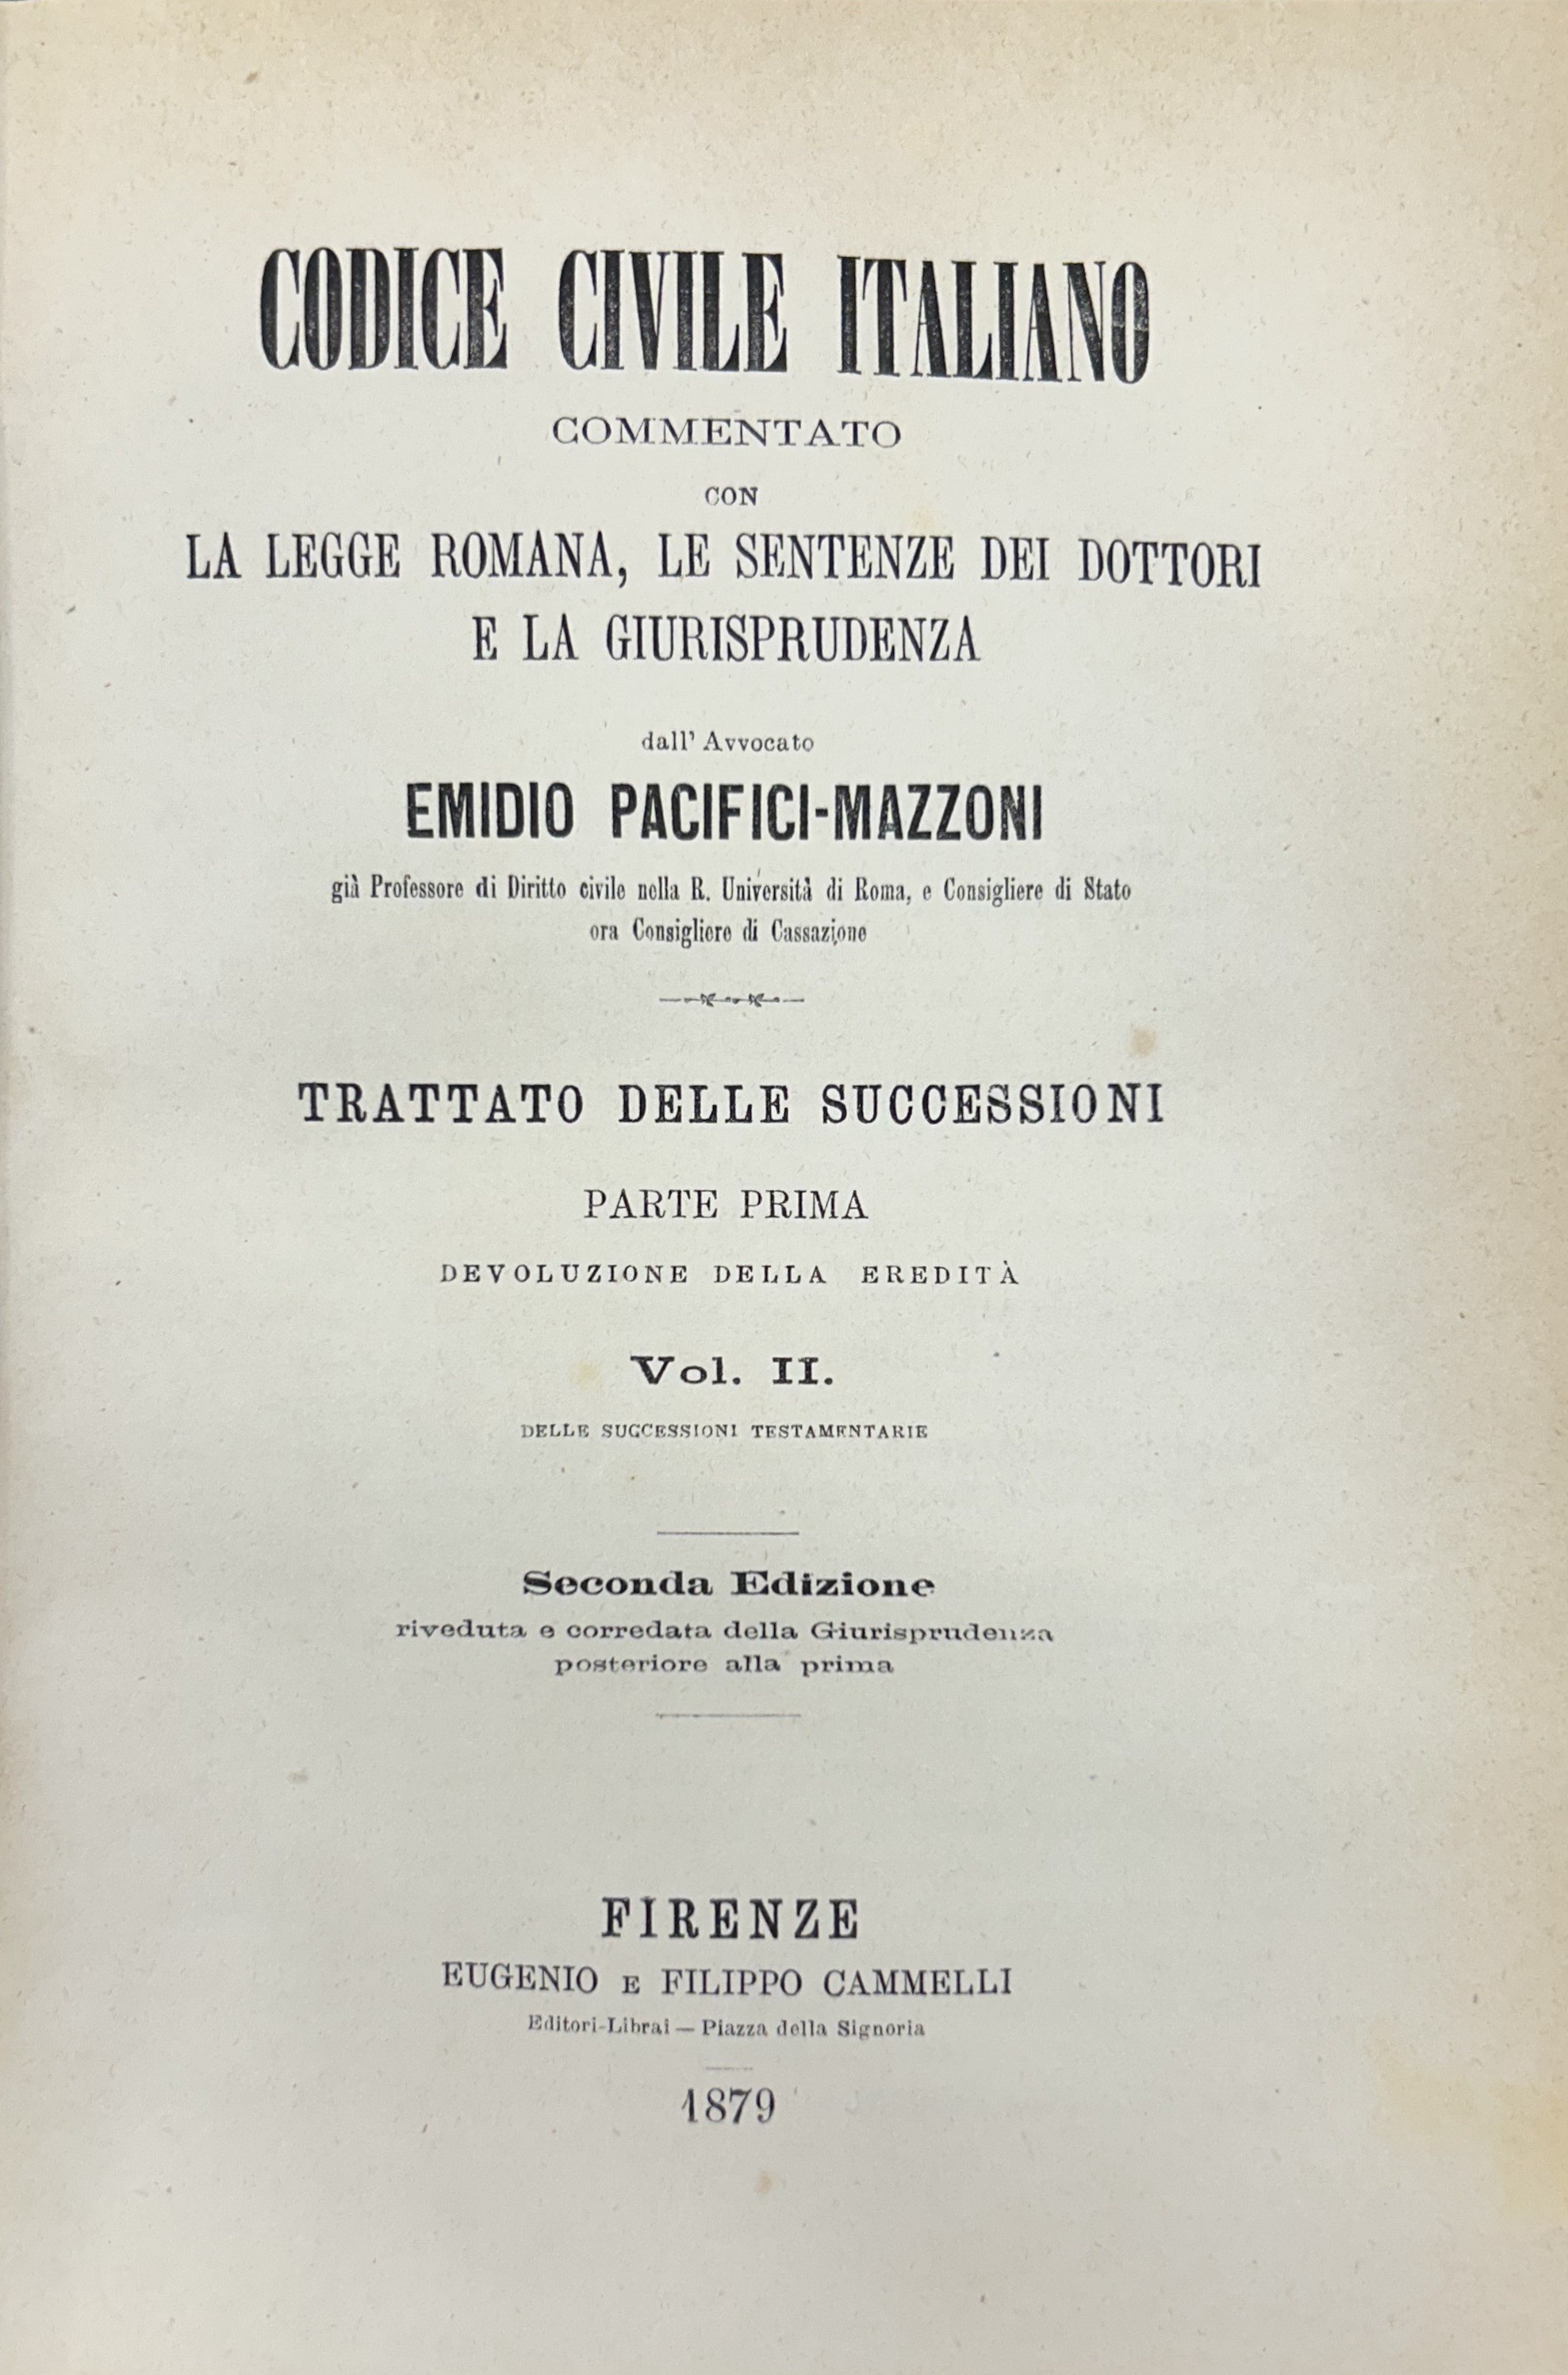 CODICE CIVILE ITALIANO
COMMENTATO
CON
LA LEGGE ROMANA, LE SENTENZE DEI DOTTORI
E LA GIURISPRUDENZA
dall' Avvocato
EMIDIO PACIFICI-MAZZONI
già Professore di Diritto civile nella R. Università di Roma, e Consigliere di Stato
ora Consigliere di Cassazione
TRATTATO DELLE SUCCESSIONI
PARTE PRIMA
DEVOLUZIONE DELLA EREDITÀ
Vol. II.
DELLE SUCCESSIONI TESTAMENTARIE
Seconda Edizione
riveduta e corredata della Giurisprudenza
posteriore alla prima
FIRENZE
EUGENIO E FILIPPO CAMMELLI
Editori-Librai — Piazza della Signoria
1879